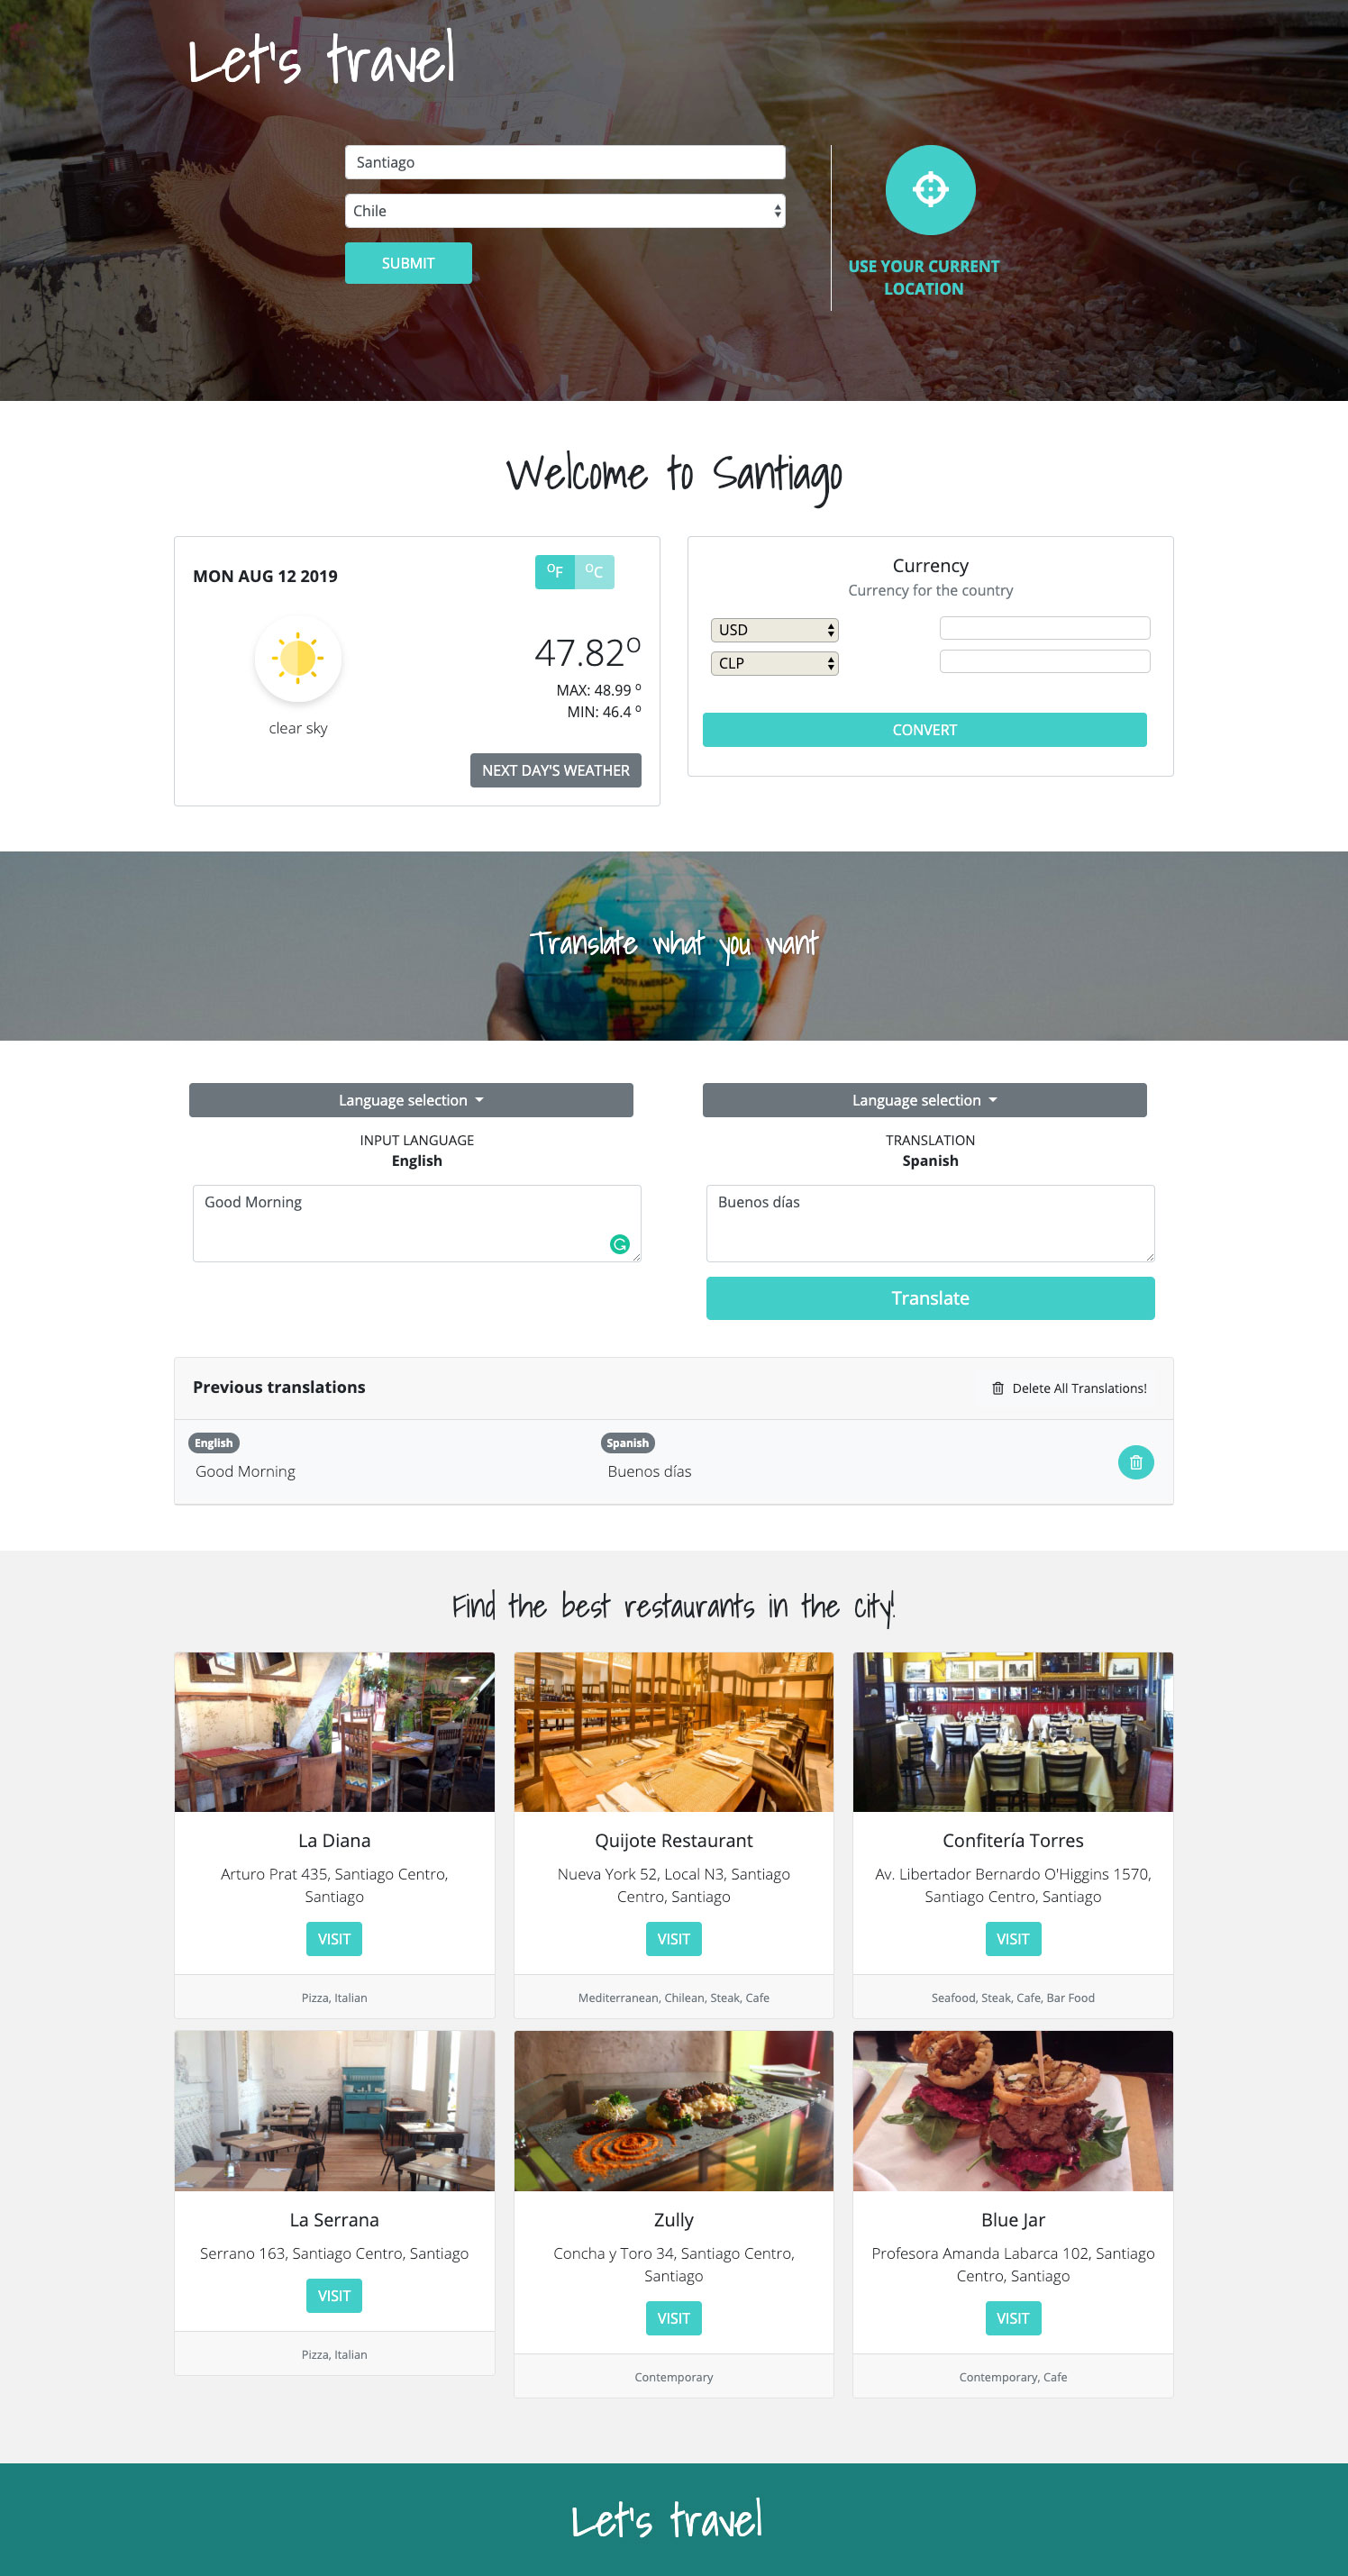 Let's travel
Santiago
Chile
SUBMIT
USE YOUR CURRENT
LOCATION
Welcome to Santiago
MON AUG 12 2019
ºF ºC
47.82º
MAX: 48.99 º
MIN: 46.4 º
clear sky
NEXT DAY'S WEATHER
Currency
Currency for the country
USD
CLP
CONVERT
Translate what you want
SOUTH AMERICA
BRAZIL
Language selection
INPUT LANGUAGE
English
Good Morning
Language selection
TRANSLATION
Spanish
Buenos días
Translate
Previous translations
Delete All Translations!
English
Good Morning
Spanish
Buenos días
Find the best restaurants in the city!
La Diana
Arturo Prat 435, Santiago Centro,
Santiago
VISIT
Pizza, Italian
Quijote Restaurant
Nueva York 52, Local N3, Santiago
Centro, Santiago
VISIT
Mediterranean, Chilean, Steak, Cafe
Confitería Torres
Av. Libertador Bernardo O'Higgins 1570,
Santiago Centro, Santiago
VISIT
Seafood, Steak, Cafe, Bar Food
La Serrana
Serrano 163, Santiago Centro, Santiago
VISIT
Pizza, Italian
Zully
Concha y Toro 34, Santiago Centro,
Santiago
VISIT
Contemporary
Blue Jar
Profesora Amanda Labarca 102, Santiago
Centro, Santiago
VISIT
Contemporary, Cafe
Let's travel